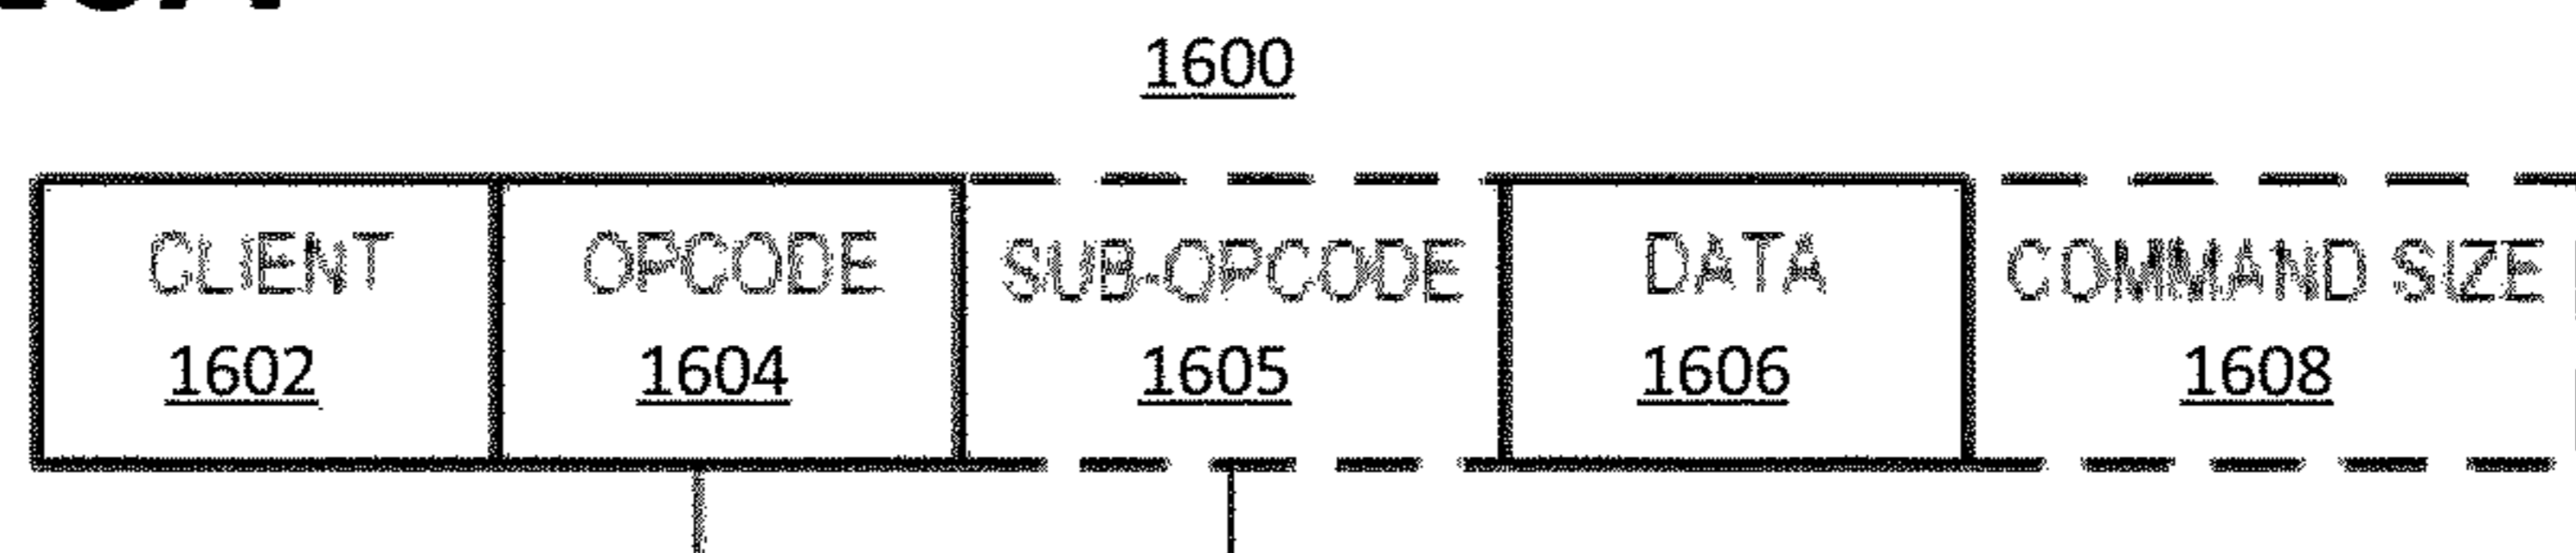 1600
CLIENT OPCODE SUB-OPCODE DATA COMMAND SIZE
1602 1604 1605 1606 1608